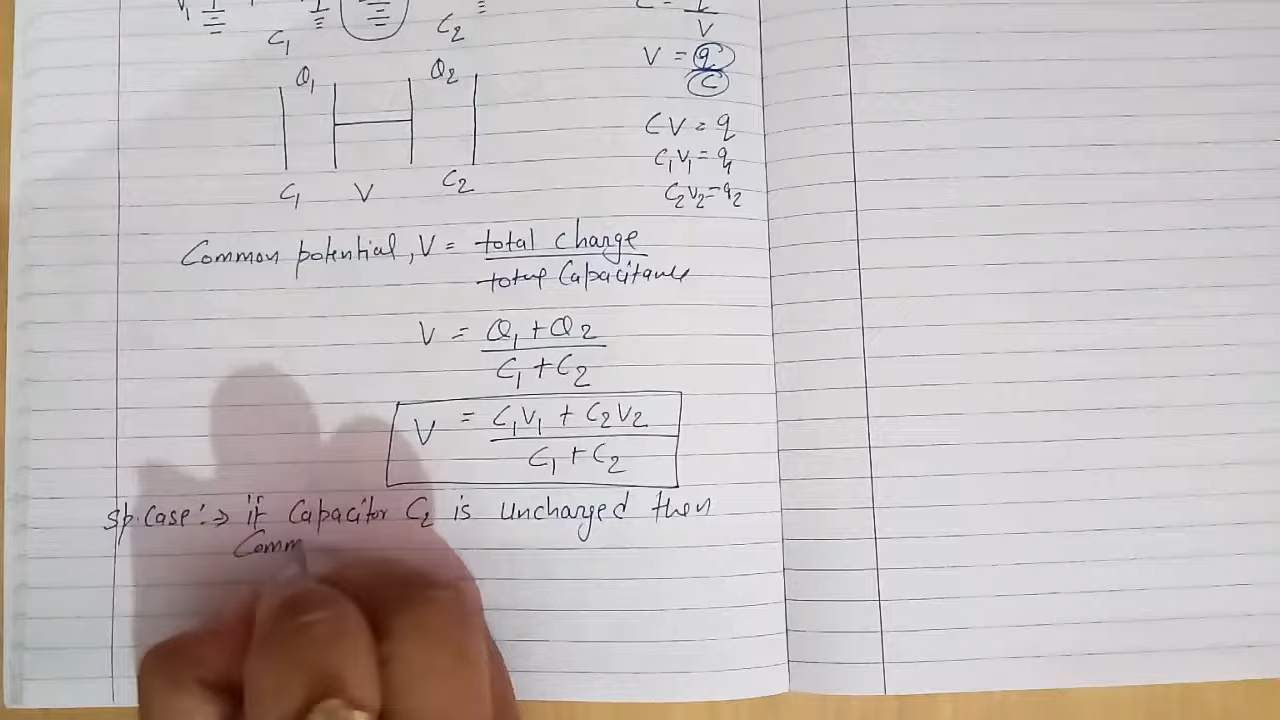 V₁
C₁ C₂
V
V = q/C
Q₁ Q₂
CV = q
C₁V₁ = q₁
C₁ V C₂
C₂V₂ = q₂
Common potential, V = total charge / total Capacitance
V = Q₁ + Q₂ / C₁ + C₂
V = C₁V₁ + C₂V₂ / C₁ + C₂
Sp. Case :⇒ if Capacitor C₂ is Uncharged then
Comm